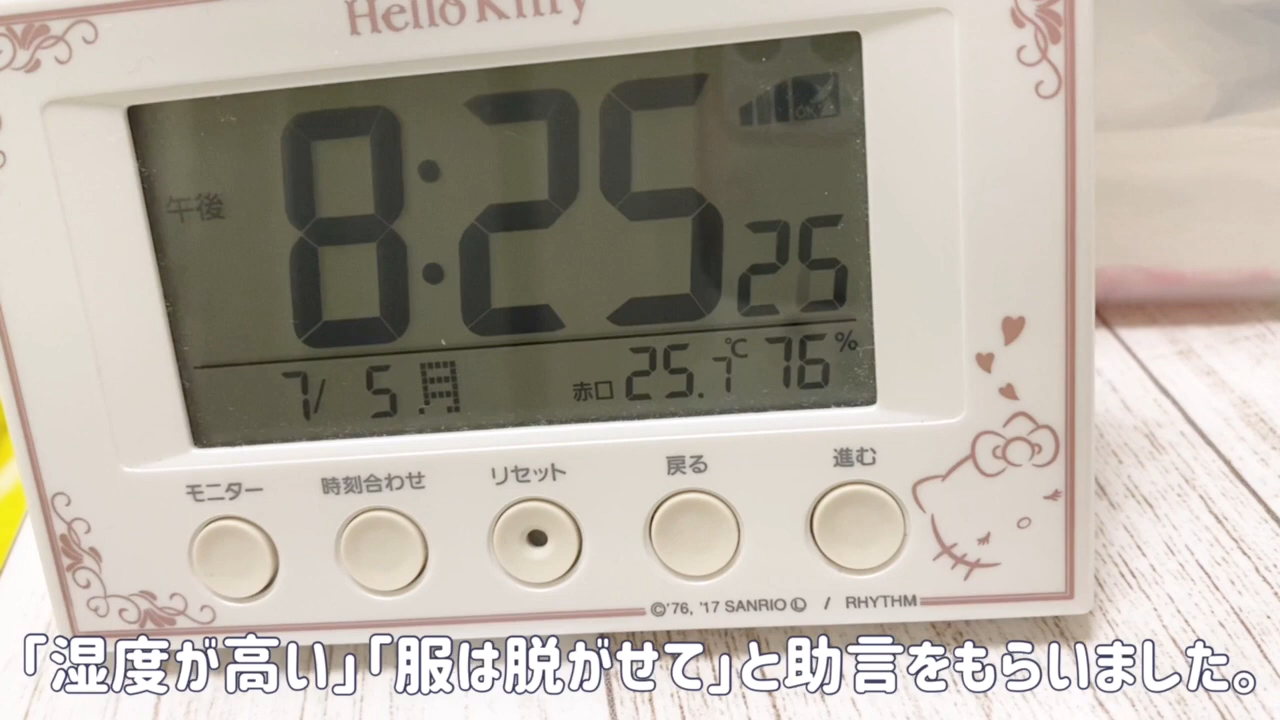 Hello Kitty
午後 8:25 25
7/ 5 月 赤口 25.7℃ 76%
モニター 時刻合わせ リセット 戻る 進む
©'76, '17 SANRIO Ⓛ / RHYTHM
「湿度が高い」「服は脱がせて」と助言をもらいました。